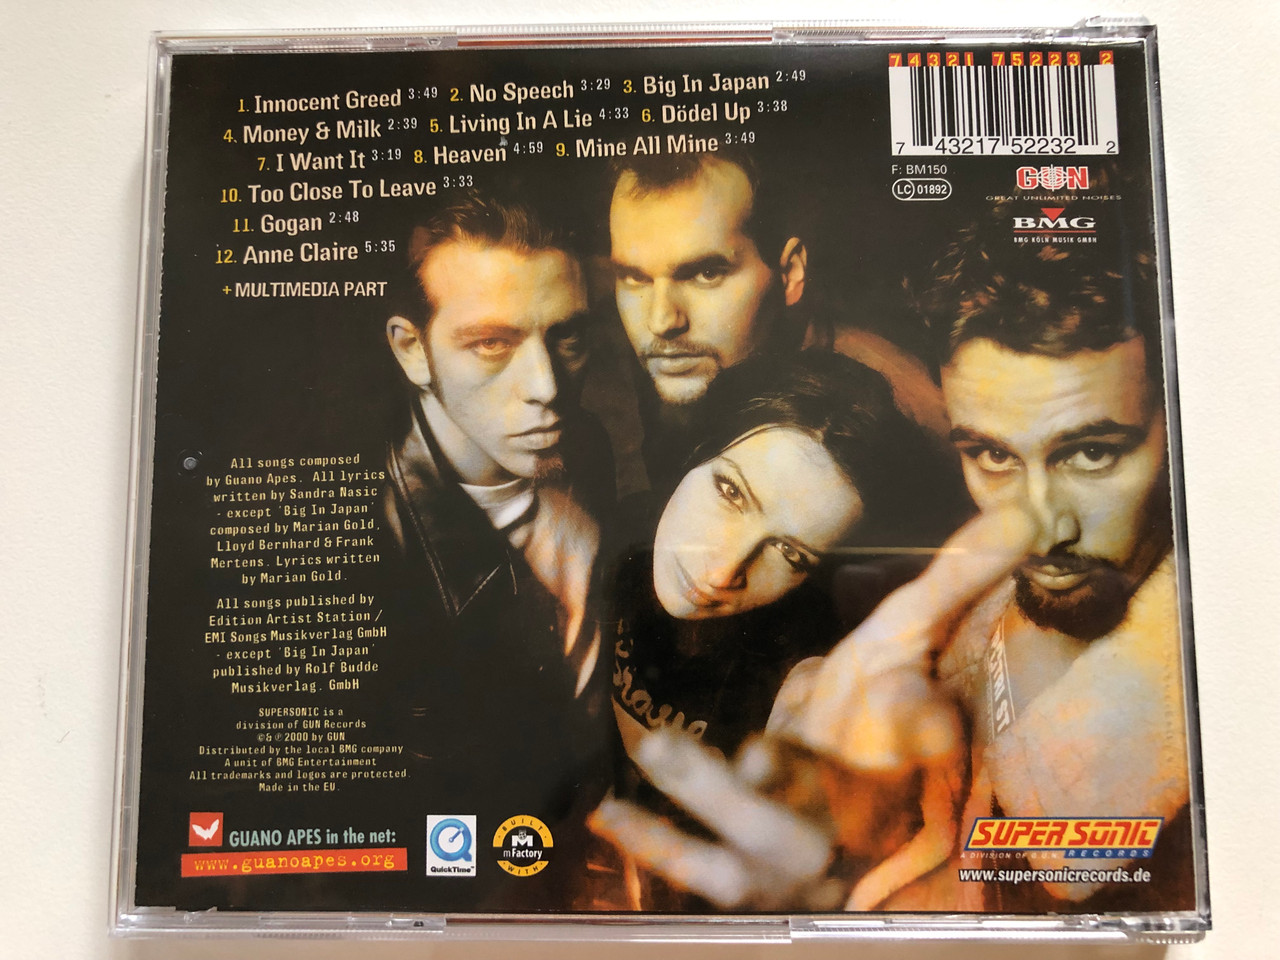 1. Innocent Greed 3:49 2. No Speech 3:29 3. Big In Japan 2:49
4. Money & Milk 2:39 5. Living In A Lie 4:33 6. Dödel Up 3:38
7. I Want It 3:19 8. Heaven 4:59 9. Mine All Mine 3:49
10. Too Close To Leave 3:33
11. Gogan 2:48
12. Anne Claire 5:35
+ MULTIMEDIA PART
74321 75223 2
7 43217 52232 2
F: BM150
LC 01892
GUN
GREAT UNLIMITED NOISES
BMG
BMG KÖLN MUSIK GMBH
All songs composed
by Guano Apes. All lyrics
written by Sandra Nasic
- except 'Big In Japan'
composed by Marian Gold,
Lloyd Bernhard & Frank
Mertens. Lyrics written
by Marian Gold.
All songs published by
Edition Artist Station /
EMI Songs Musikverlag GmbH
- except 'Big In Japan'
published by Rolf Budde
Musikverlag. GmbH
SUPERSONIC is a
division of GUN Records
©& ℗ 2000 by GUN
Distributed by the local BMG company
A unit of BMG Entertainment
All trademarks and logos are protected.
Made in the EU.
GUANO APES in the net:
www.guanoapes.org
QuickTime™
BUILT
M
mFactory
WITH
SUPERSONIC
A DIVISION OF G.U.N. RECORDS
www.supersonicrecords.de